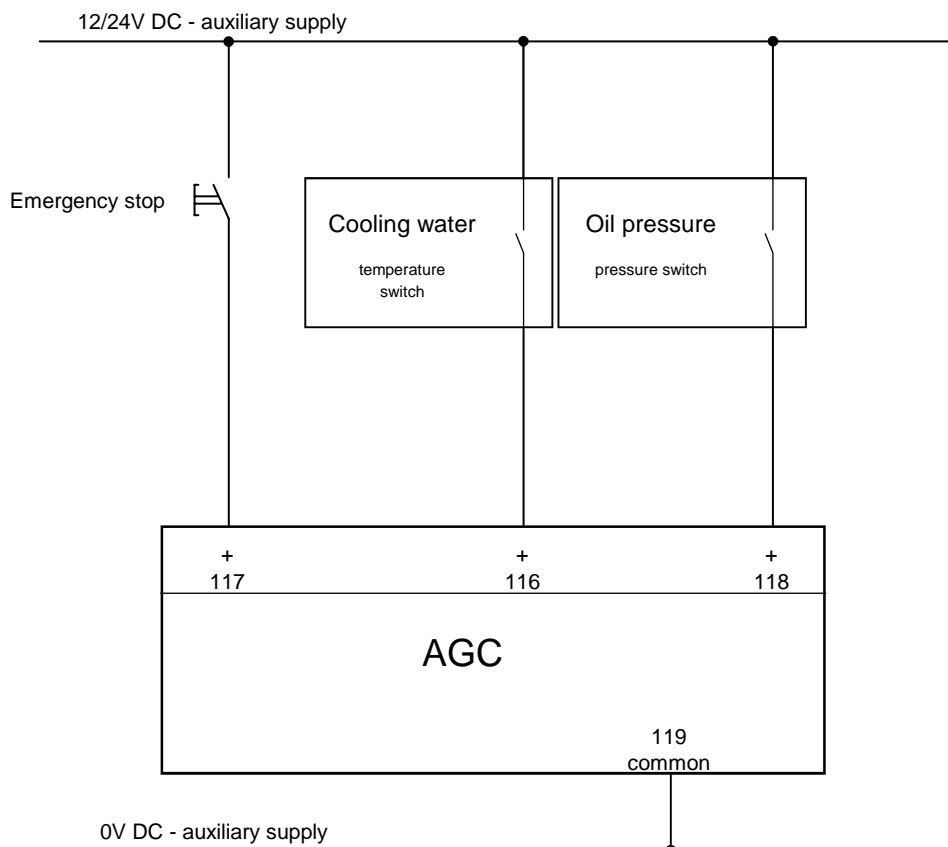 12/24V DC - auxiliary supply
Emergency stop
Cooling water
temperature
switch
Oil pressure
pressure switch
+
117
+
116
+
118
AGC
119
common
0V DC - auxiliary supply